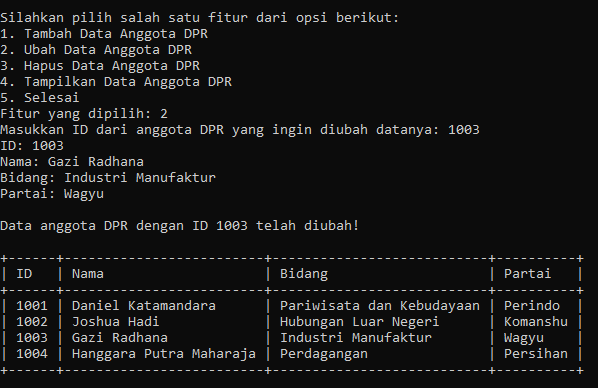 Silahkan pilih salah satu fitur dari opsi berikut:
1. Tambah Data Anggota DPR
2. Ubah Data Anggota DPR
3. Hapus Data Anggota DPR
4. Tampilkan Data Anggota DPR
5. Selesai
Fitur yang dipilih: 2
Masukkan ID dari anggota DPR yang ingin diubah datanya: 1003
ID: 1003
Nama: Gazi Radhana
Bidang: Industri Manufaktur
Partai: Wagyu

Data anggota DPR dengan ID 1003 telah diubah!

+------+-------------------------+---------------------------+----------+
| ID   | Nama                    | Bidang                    | Partai   |
+------+-------------------------+---------------------------+----------+
| 1001 | Daniel Katamandara      | Pariwisata dan Kebudayaan | Perindo  |
| 1002 | Joshua Hadi             | Hubungan Luar Negeri      | Komanshu |
| 1003 | Gazi Radhana            | Industri Manufaktur       | Wagyu    |
| 1004 | Hanggara Putra Maharaja | Perdagangan               | Persihan |
+------+-------------------------+---------------------------+----------+